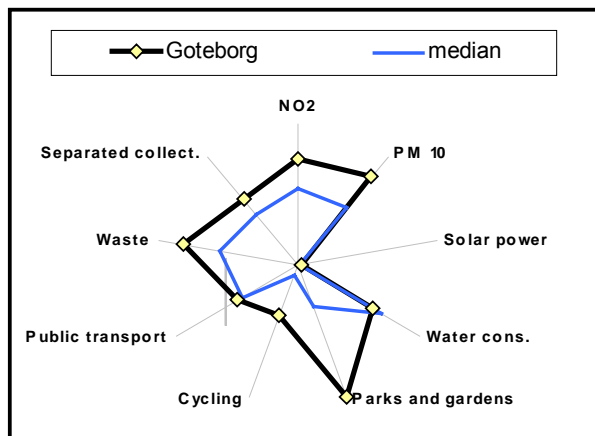 Goteborg median
NO2
Separated collect. PM 10
Waste Solar power
Public transport Water cons.
Cycling Parks and gardens